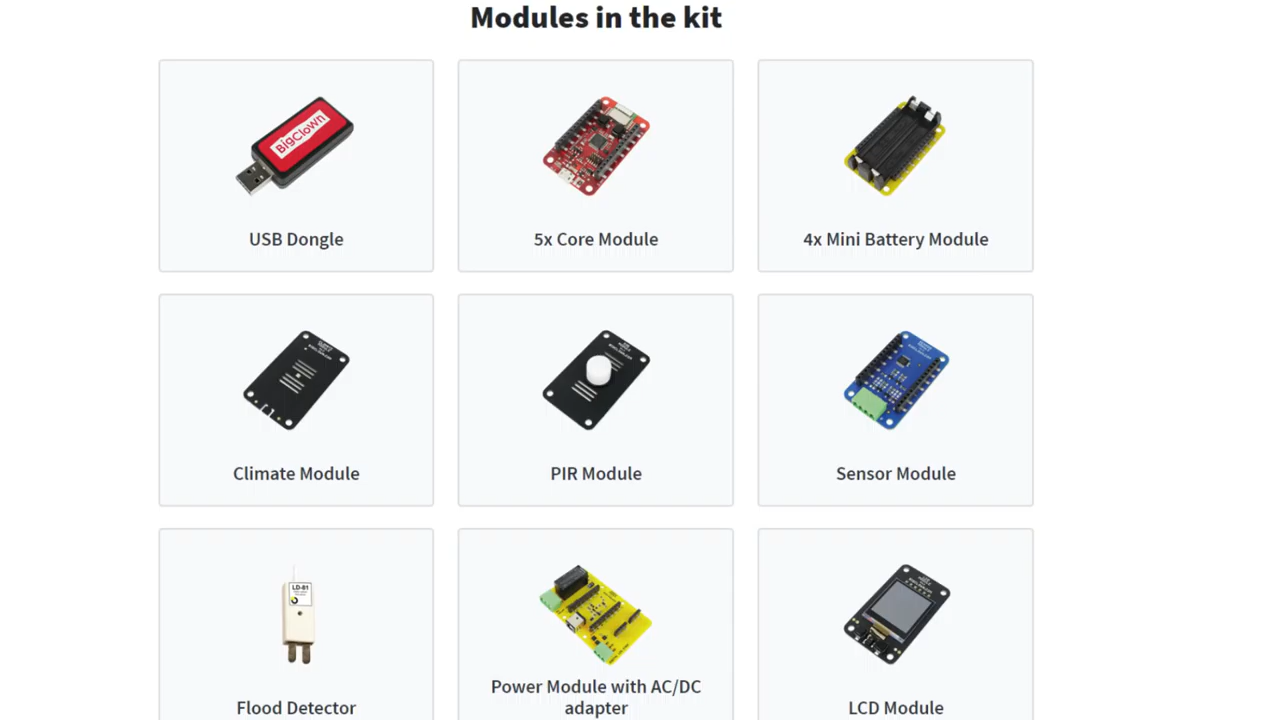 Modules in the kit
BigClown
USB Dongle
5x Core Module
4x Mini Battery Module
Climate Module
PIR Module
Sensor Module
LD-81
Flood Detector
Power Module with AC/DC
adapter
LCD Module